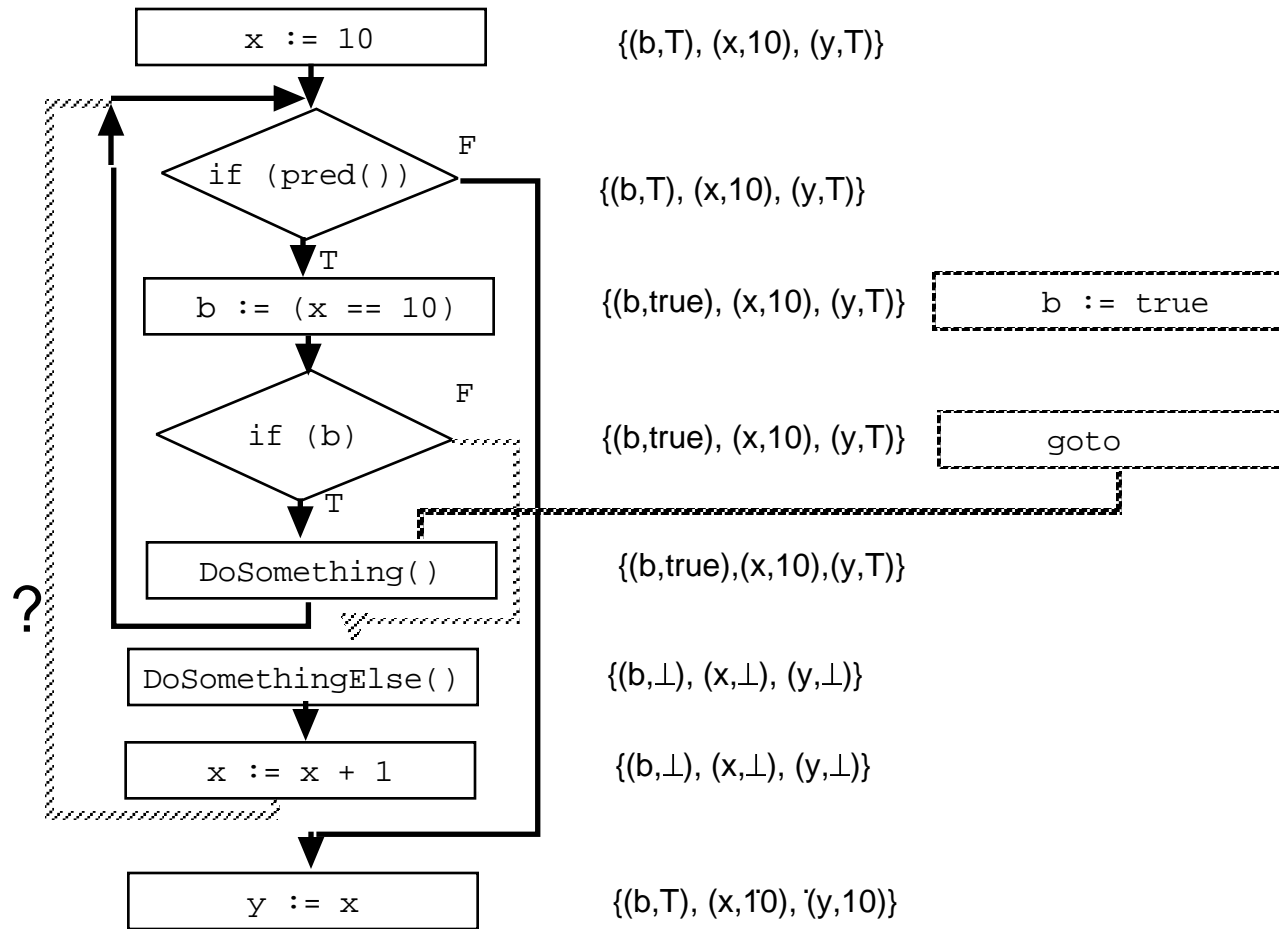 x := 10
{(b,T), (x,10), (y,T)}
F
if (pred())
{(b,T), (x,10), (y,T)}
T
b := (x == 10)
{(b,true), (x,10), (y,T)}
b := true
F
if (b)
{(b,true), (x,10), (y,T)}
goto
T
DoSomething()
{(b,true),(x,10),(y,T)}
?
DoSomethingElse()
{(b,⊥), (x,⊥), (y,⊥)}
x := x + 1
{(b,⊥), (x,⊥), (y,⊥)}
y := x
{(b,T), (x,10), (y,10)}